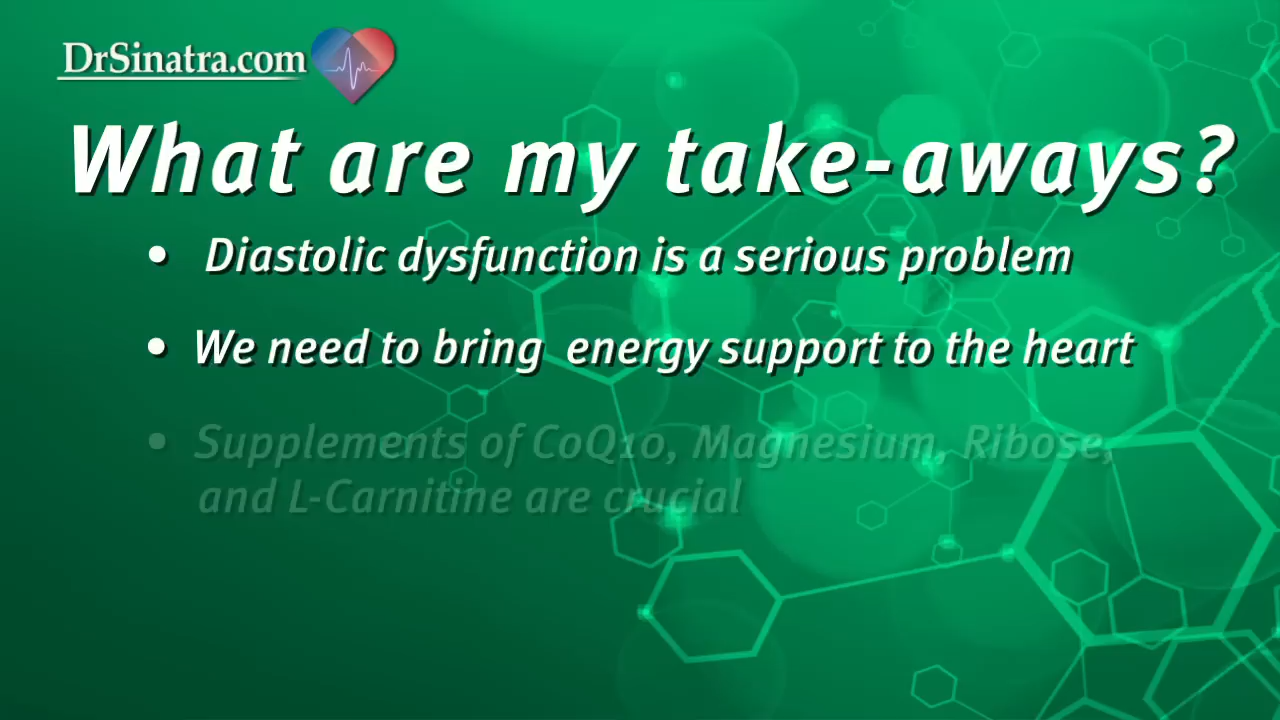 DrSinatra.com
What are my take-aways?
• Diastolic dysfunction is a serious problem
• We need to bring energy support to the heart
• Supplements of CoQ10, Magnesium, Ribose,
and L-Carnitine are crucial